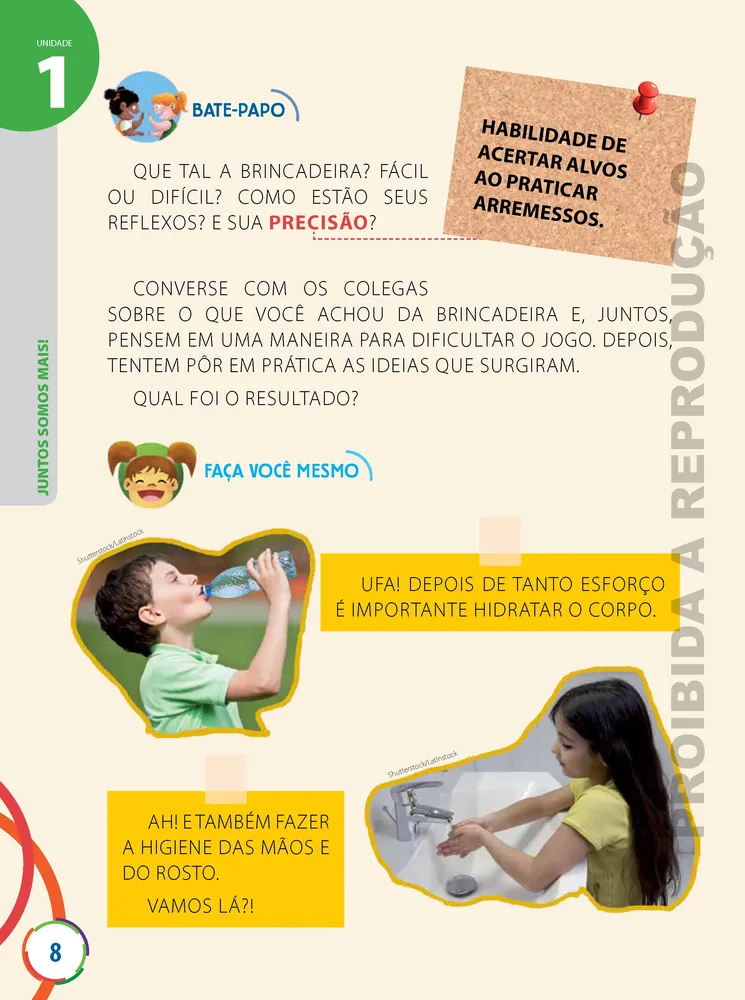 UNIDADE
1
BATE-PAPO
QUE TAL A BRINCADEIRA? FÁCIL
OU DIFÍCIL? COMO ESTÃO SEUS
REFLEXOS? E SUA PRECISÃO?
HABILIDADE DE
ACERTAR ALVOS
AO PRATICAR
ARREMESSOS.
CONVERSE COM OS COLEGAS
SOBRE O QUE VOCÊ ACHOU DA BRINCADEIRA E, JUNTOS,
PENSEM EM UMA MANEIRA PARA DIFICULTAR O JOGO. DEPOIS,
TENTEM PÔR EM PRÁTICA AS IDEIAS QUE SURGIRAM.
QUAL FOI O RESULTADO?
JUNTOS SOMOS MAIS!
FAÇA VOCÊ MESMO
Shutterstock/Latinstock
UFA! DEPOIS DE TANTO ESFORÇO
É IMPORTANTE HIDRATAR O CORPO.
Shutterstock/Latinstock
AH! E TAMBÉM FAZER
A HIGIENE DAS MÃOS E
DO ROSTO.
VAMOS LÁ?!
8
PROIBIDA A REPRODUÇÃO